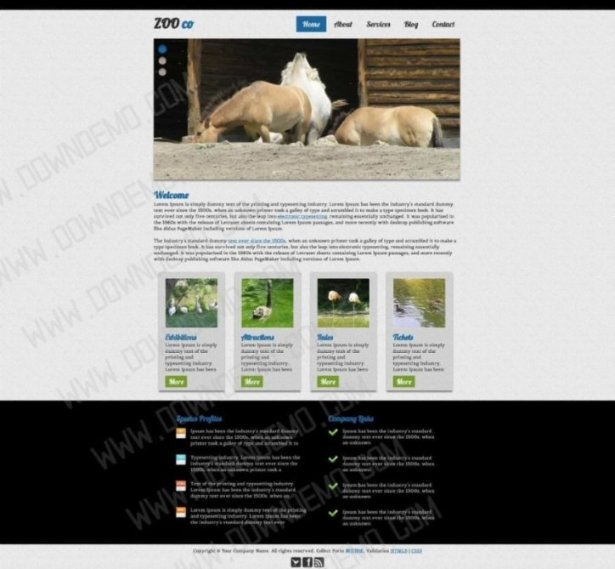 ZOO co
Home About Services Blog Contact
Welcome
Lorem Ipsum is simply dummy text of the printing and typesetting industry. Lorem Ipsum has been the industry's standard dummy
text ever since the 1500s, when an unknown printer took a galley of type and scrambled it to make a type specimen book. It has
survived not only five centuries, but also the leap into electronic typesetting, remaining essentially unchanged. It was popularised in
the 1960s with the release of Letraset sheets containing Lorem Ipsum passages, and more recently with desktop publishing software
like Aldus PageMaker including versions of Lorem Ipsum.
The industry's standard dummy text ever since the 1500s, when an unknown printer took a galley of type and scrambled it to make a
type specimen book. It has survived not only five centuries, but also the leap into electronic typesetting, remaining essentially
unchanged. It was popularised in the 1960s with the release of Letraset sheets containing Lorem Ipsum passages, and more recently
with desktop publishing software like Aldus PageMaker including versions of Lorem Ipsum.
Exhibitions
Lorem Ipsum is simply
dummy text of the
printing and
typesetting industry.
Lorem Ipsum has been
More
Attractions
Lorem Ipsum is simply
dummy text of the
printing and
typesetting industry.
Lorem Ipsum has been
More
Rules
Lorem Ipsum is simply
dummy text of the
printing and
typesetting industry.
Lorem Ipsum has been
More
Tickets
Lorem Ipsum is simply
dummy text of the
printing and
typesetting industry.
Lorem Ipsum has been
More
Species Profiles
Ipsum has been the industry's standard dummy
text ever since the 1500s, when an unknown
printer took a galley of type and scrambled it to
Typesetting industry. Lorem Ipsum has been the
industry's standard dummy text ever since the
1500s, when an unknown printer took a
Text of the printing and typesetting industry.
Lorem Ipsum has been the industry's standard
dummy text ever since the 1500s, when an
Lorem Ipsum is simply dummy text of the printing
and typesetting industry. Lorem Ipsum has been
the industry's standard dummy text ever
Company Links
Ipsum has been the industry's standard
dummy text ever since the 1500s, when
an unknown
Ipsum has been the industry's standard
dummy text ever since the 1500s, when
an unknown
Ipsum has been the industry's standard
dummy text ever since the 1500s, when
an unknown
Ipsum has been the industry's standard
dummy text ever since the 1500s, when
an unknown
Copyright © Your Company Name. All rights reserved. Collect from Validation HTML5 | CSS3
WWW.DOWNDEMO.COM
WWW.DOWNDEMO.COM
WWW.DOWNDEMO.COM
WWW.DOWNDEMO.COM